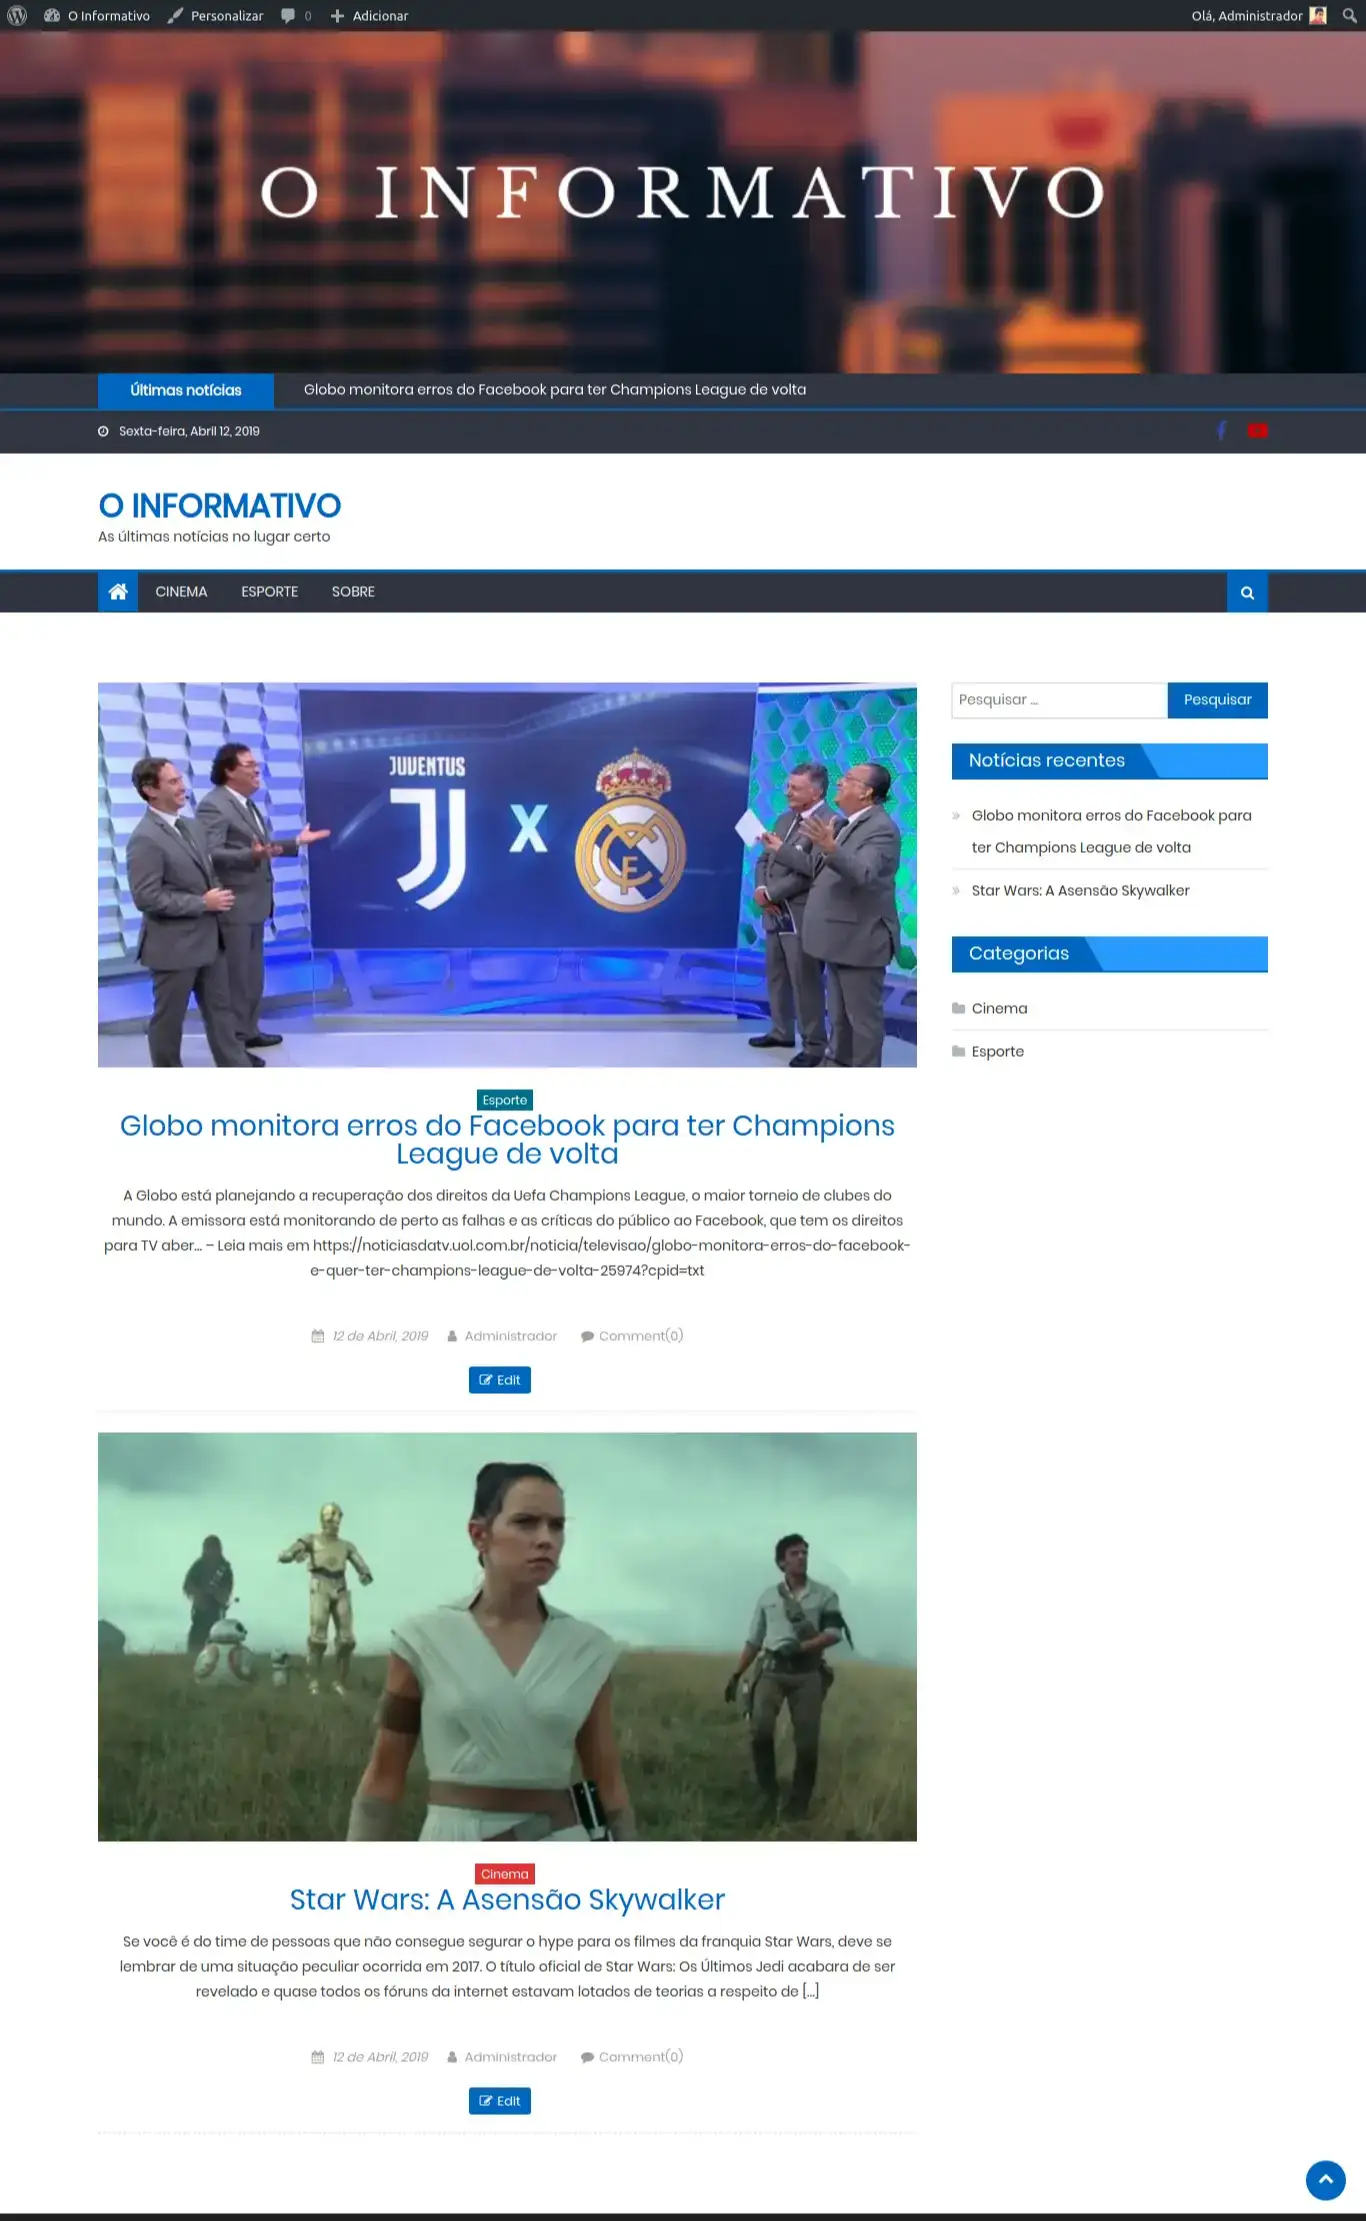 O Informativo Personalizar 0 Adicionar Olá, Administrador
O INFORMATIVO
Últimas notícias Globo monitora erros do Facebook para ter Champions League de volta
Sexta-feira, Abril 12, 2019
O INFORMATIVO
As últimas notícias no lugar certo
CINEMA ESPORTE SOBRE
JUVENTUS
X
Pesquisar ... Pesquisar
Notícias recentes
Globo monitora erros do Facebook para
ter Champions League de volta
Star Wars: A Asensão Skywalker
Categorias
Cinema
Esporte
Esporte
Globo monitora erros do Facebook para ter Champions
League de volta
A Globo está planejando a recuperação dos direitos da Uefa Champions League, o maior torneio de clubes do
mundo. A emissora está monitorando de perto as falhas e as críticas do público ao Facebook, que tem os direitos
para TV aber... – Leia mais em https://noticiasdatv.uol.com.br/noticia/televisao/globo-monitora-erros-do-facebook-
e-quer-ter-champions-league-de-volta-25974?cpid=txt
12 de Abril, 2019 Administrador Comment(0)
Edit
Cinema
Star Wars: A Asensão Skywalker
Se você é do time de pessoas que não consegue segurar o hype para os filmes da franquia Star Wars, deve se
lembrar de uma situação peculiar ocorrida em 2017. O título oficial de Star Wars: Os Últimos Jedi acabara de ser
revelado e quase todos os fóruns da internet estavam lotados de teorias a respeito de [...]
12 de Abril, 2019 Administrador Comment(0)
Edit